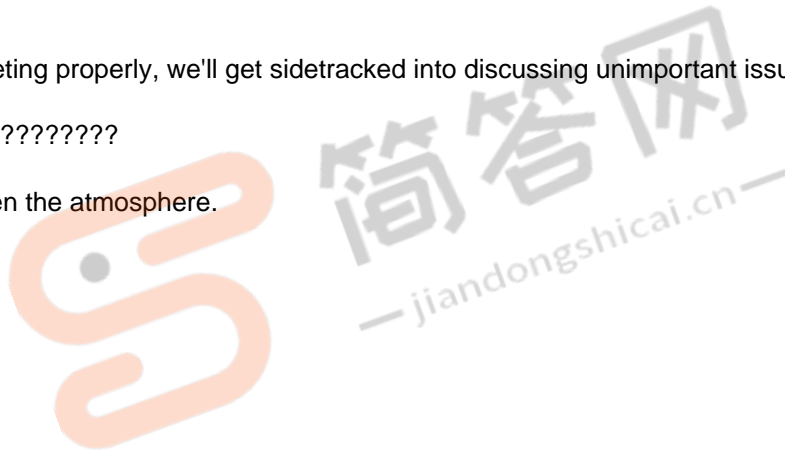 eting properly, we'll get sidetracked into discussing unimportant issu
?????????
en the atmosphere.
简答网
jiandongshicai.cn